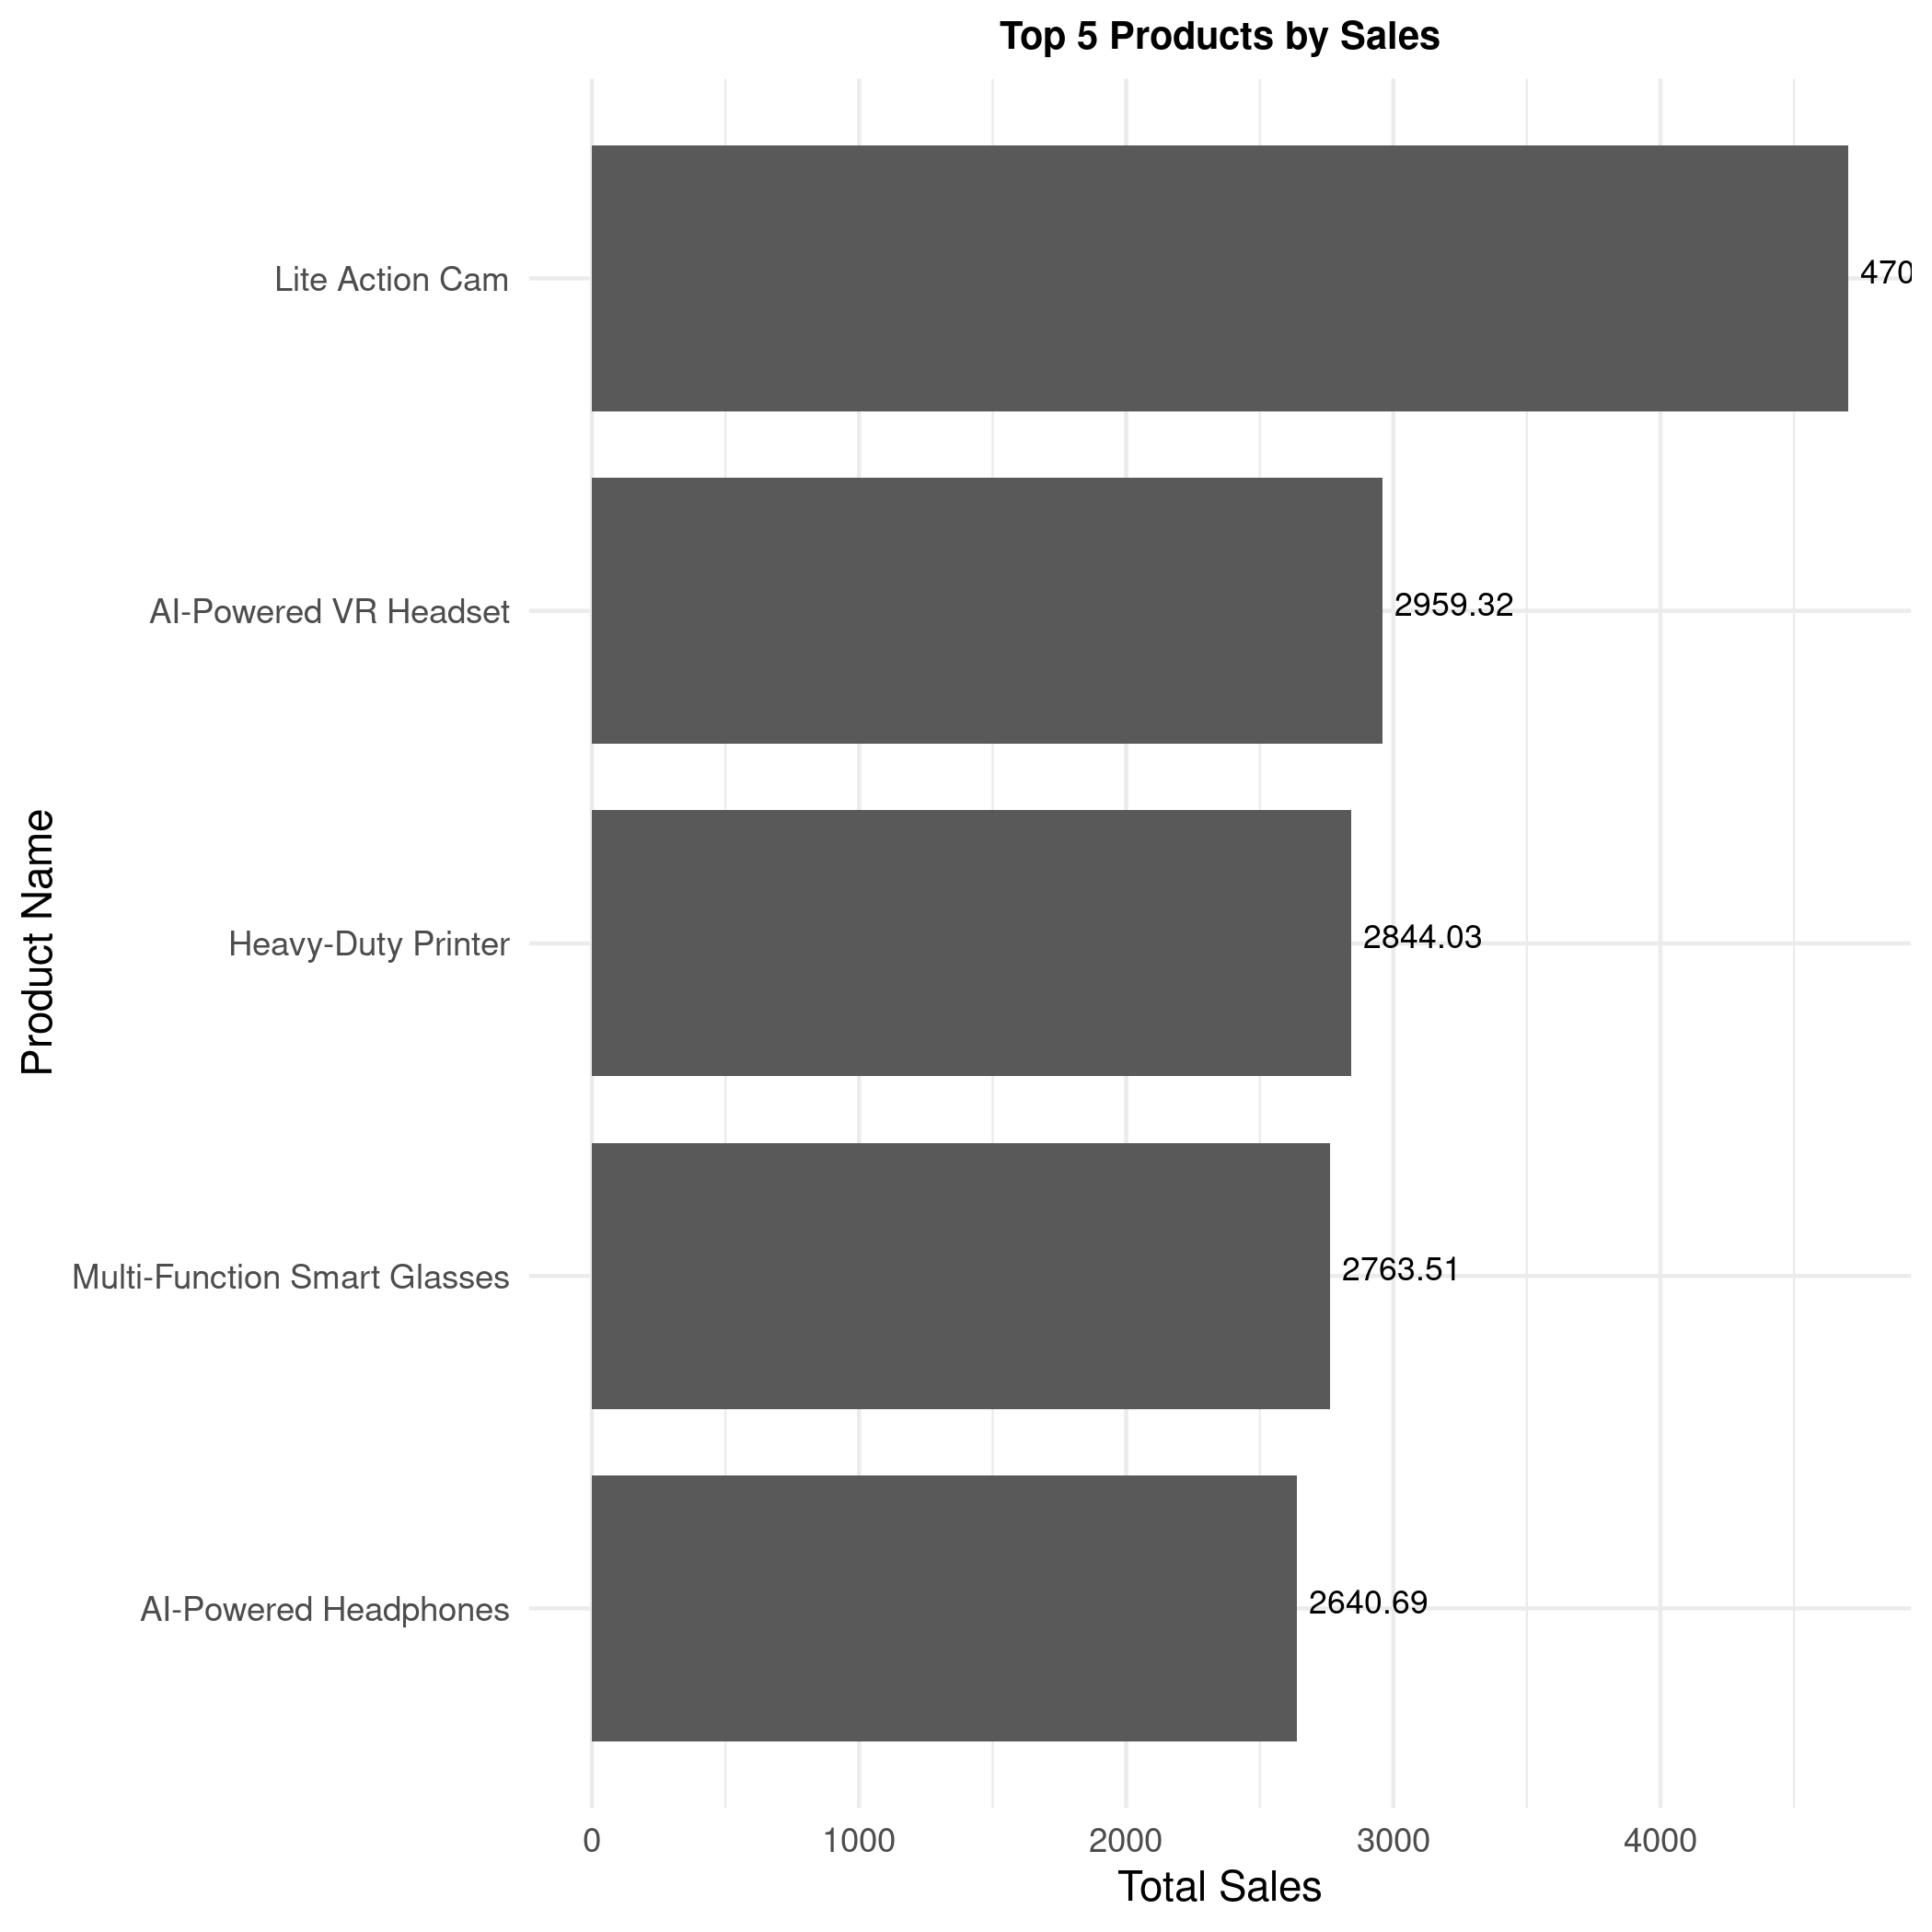 Top 5 Products by Sales
Lite Action Cam
470
AI-Powered VR Headset
2959.32
Heavy-Duty Printer
2844.03
Multi-Function Smart Glasses
2763.51
AI-Powered Headphones
2640.69
Product Name
0 1000 2000 3000 4000
Total Sales